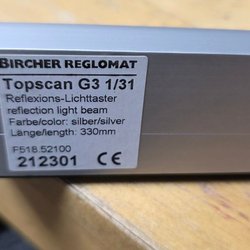 BIRCHER REGLOMAT
Topscan G3 1/31
Reflexions-Lichttaster
reflection light beam
Farbe/color: silber/silver
Länge/length: 330mm
F518.52100
212301 CE